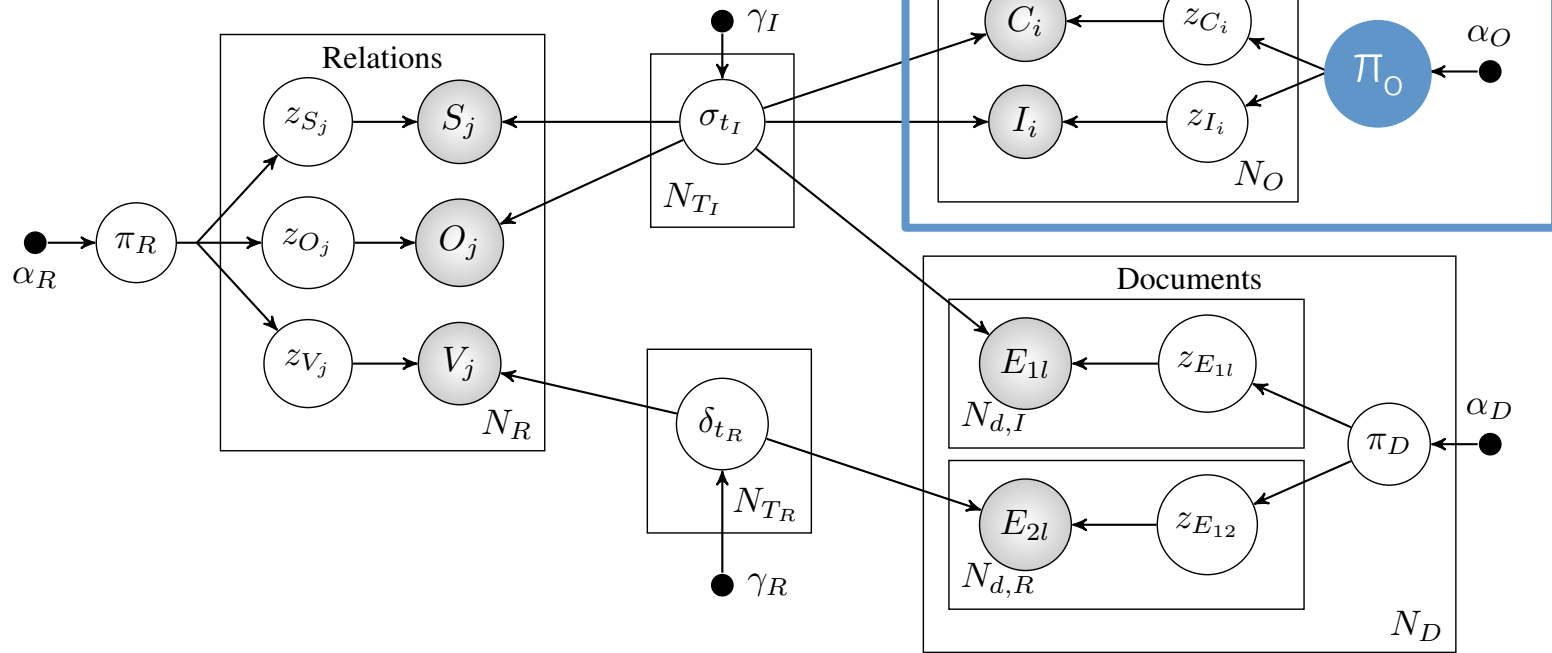 γ_I
C_i
z_{C_i}
α_O
Relations
π_O
z_{S_j}
S_j
σ_{t_I}
I_i
z_{I_i}
N_{T_I}
N_O
α_R
π_R
z_{O_j}
O_j
Documents
z_{V_j}
V_j
E_{1l}
z_{E_{1l}}
N_R
δ_{t_R}
N_{d,I}
π_D
α_D
N_{T_R}
E_{2l}
z_{E_{12}}
γ_R
N_{d,R}
N_D